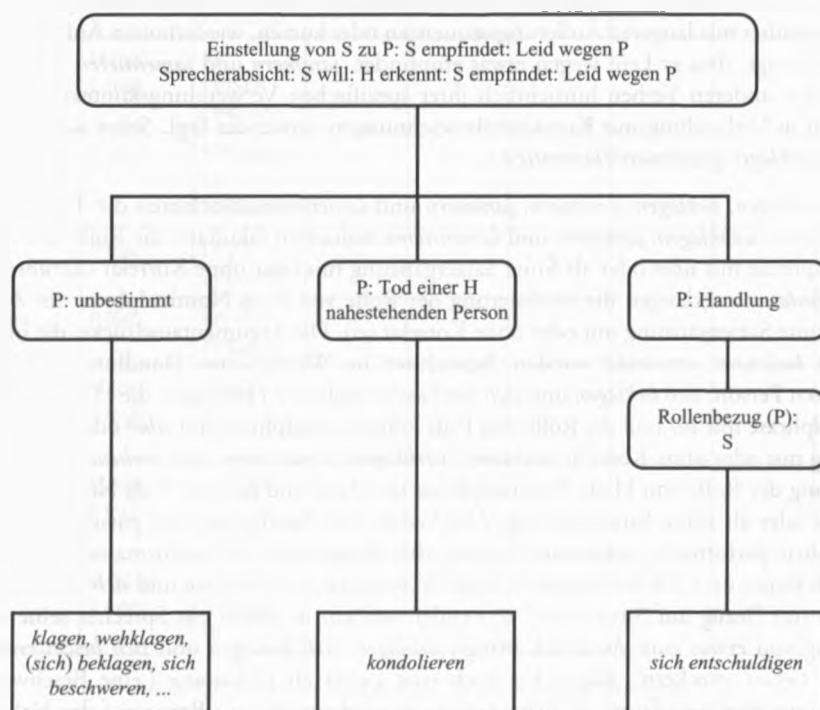 Einstellung von S zu P: S empfindet: Leid wegen P
Sprecherabsicht: S will: H erkennt: S empfindet Leid wegen P
P: unbestimmt
P: Tod einer H
nahestehenden Person
P: Handlung
Rollenbezug (P):
S
klagen, wehklagen,
(sich) beklagen, sich
beschweren, ...
kondolieren
sich entschuldigen